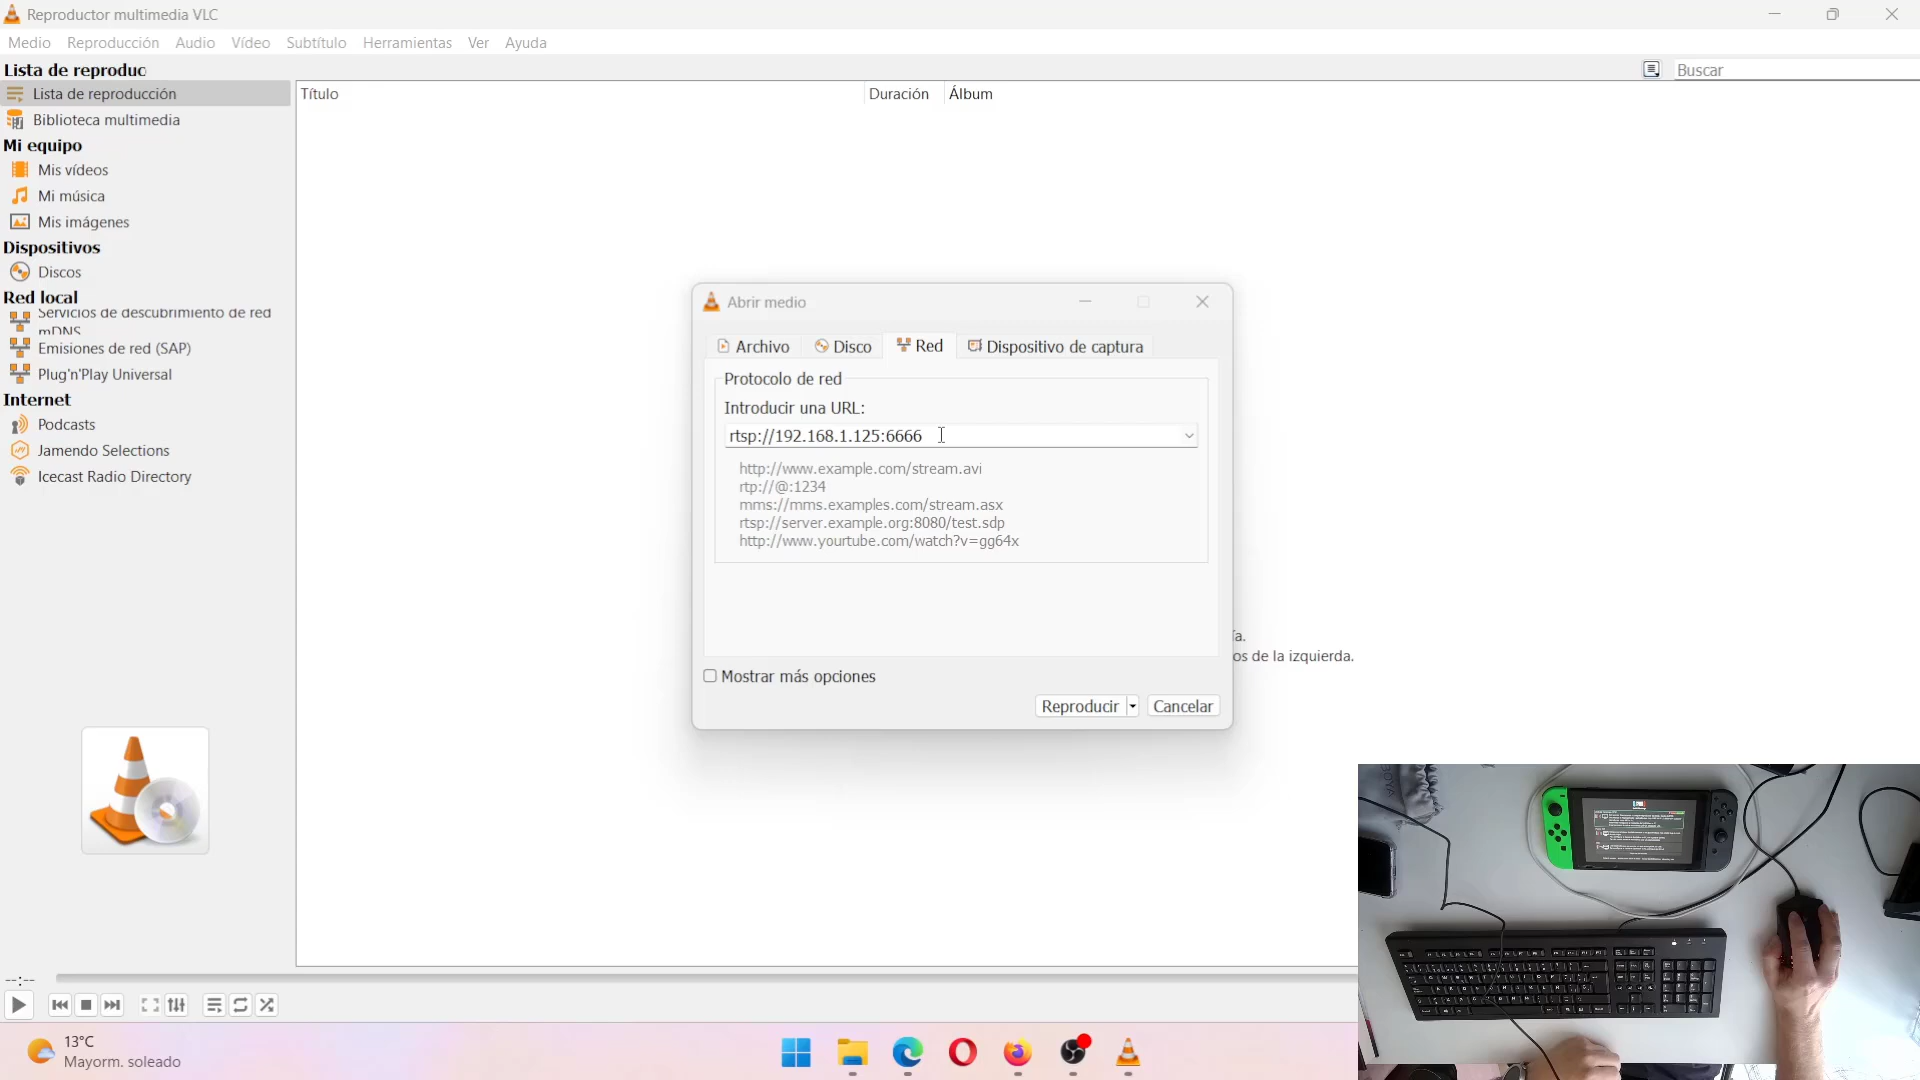 Reproductor multimedia VLC
Medio Reproducción Audio Vídeo Subtítulo Herramientas Ver Ayuda
Lista de reproduc
Buscar
Lista de reproducción
Título Duración Álbum
Biblioteca multimedia
Mi equipo
Mis vídeos
Mi música
Mis imágenes
Dispositivos
Discos
Red local
Servicios de descubrimiento de red
mDNS
Emisiones de red (SAP)
Plug'n'Play Universal
Internet
Podcasts
Jamendo Selections
Icecast Radio Directory
Abrir medio
Archivo Disco Red Dispositivo de captura
Protocolo de red
Introducir una URL:
rtsp://192.168.1.125:6666
http://www.example.com/stream.avi
rtp://@:1234
mms://mms.examples.com/stream.asx
rtsp://server.example.org:8080/test.sdp
http://www.yourtube.com/watch?v=gg64x
ía.
os de la izquierda.
Mostrar más opciones
Reproducir Cancelar
--:--
13°C
Mayorm. soleado